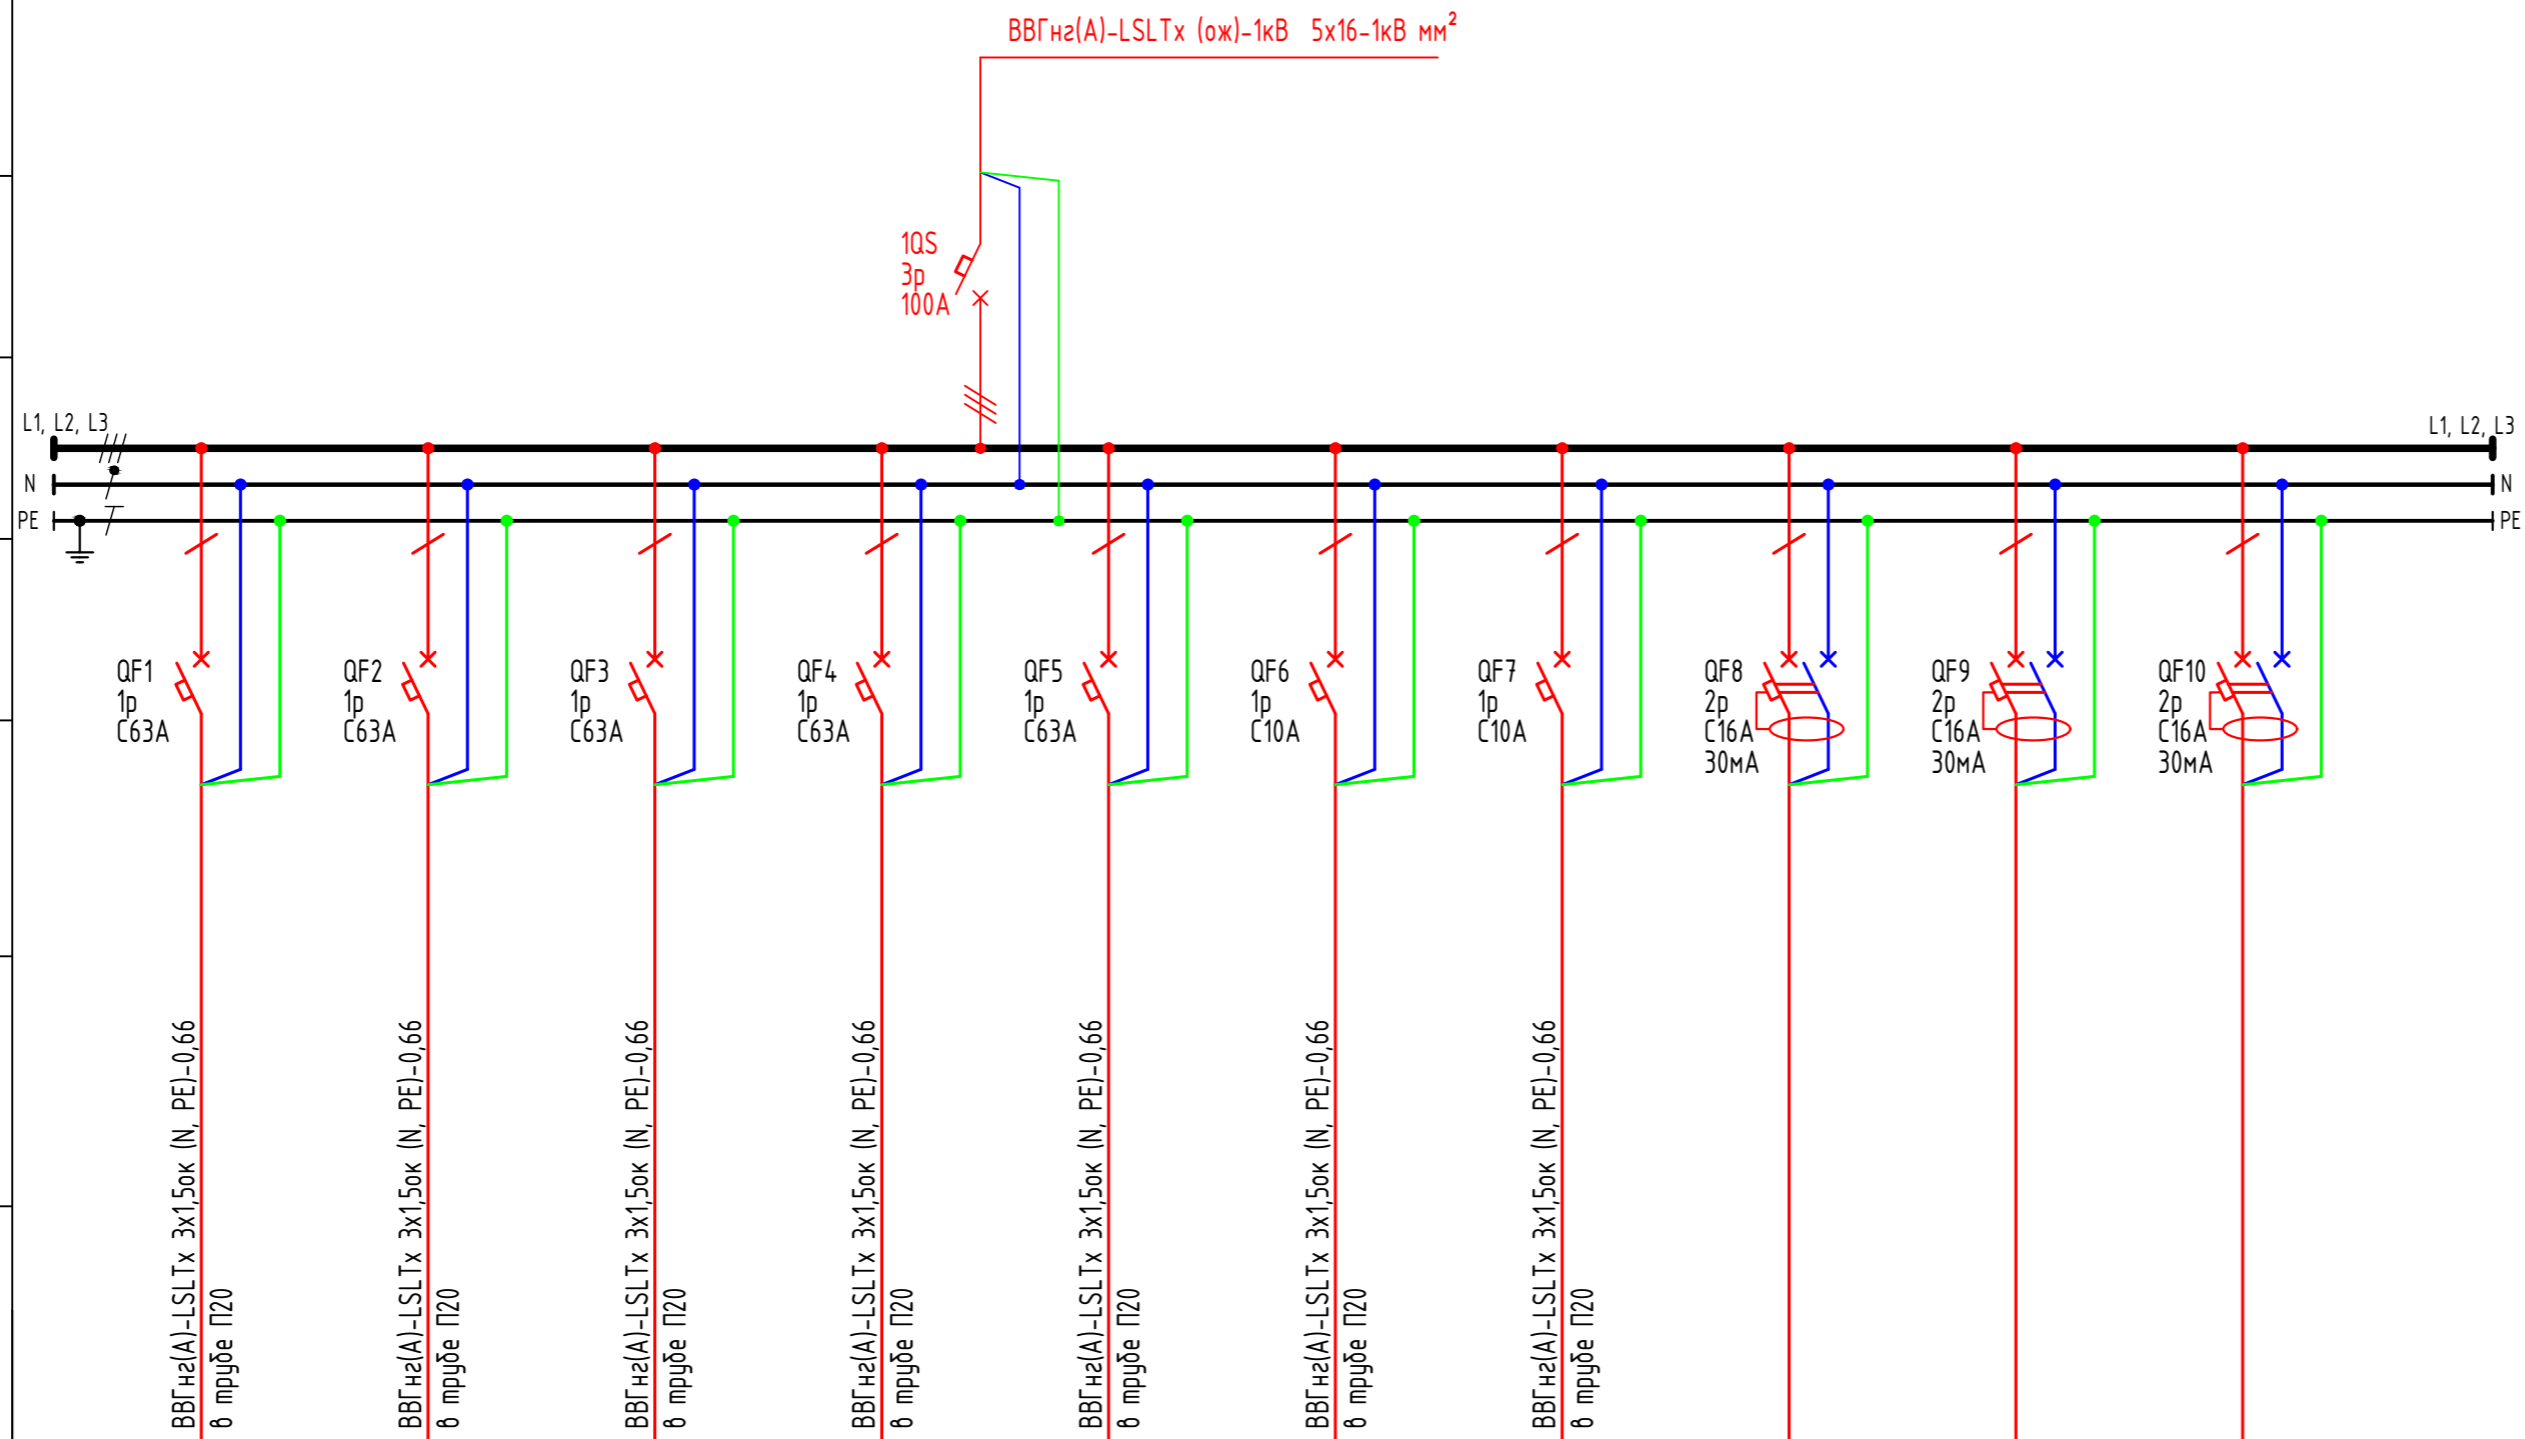 ВВГнг(А)-LSLTx (ож)-1кВ 5х16-1кВ мм²
1QS
3р
100А
L1, L2, L3
L1, L2, L3
N
N
PE
PE
QF1
1р
С63А
QF2
1р
С63А
QF3
1р
С63А
QF4
1р
С63А
QF5
1р
С63А
QF6
1р
С10А
QF7
1р
С10А
QF8
2р
С16А
30мА
QF9
2р
С16А
30мА
QF10
2р
С16А
30мА
ВВГнг(А)-LSLTx 3х1,5ок (N, PE)-0,66
в трубе П20
ВВГнг(А)-LSLTx 3х1,5ок (N, PE)-0,66
в трубе П20
ВВГнг(А)-LSLTx 3х1,5ок (N, PE)-0,66
в трубе П20
ВВГнг(А)-LSLTx 3х1,5ок (N, PE)-0,66
в трубе П20
ВВГнг(А)-LSLTx 3х1,5ок (N, PE)-0,66
в трубе П20
ВВГнг(А)-LSLTx 3х1,5ок (N, PE)-0,66
в трубе П20
ВВГнг(А)-LSLTx 3х1,5ок (N, PE)-0,66
в трубе П20